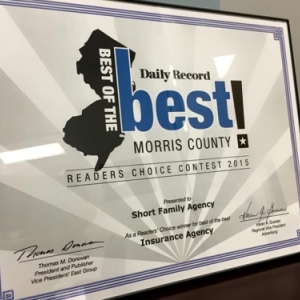 Daily Record
BEST OF THE
best!
MORRIS COUNTY
READERS CHOICE CONTEST 2015
Presented to
Short Family Agency
As a Readers' Choice winner for best of the best
Insurance Agency
Thomas M. Donovan
President and Publisher
Vice President/ East Group
Regional Vice President
Advertising